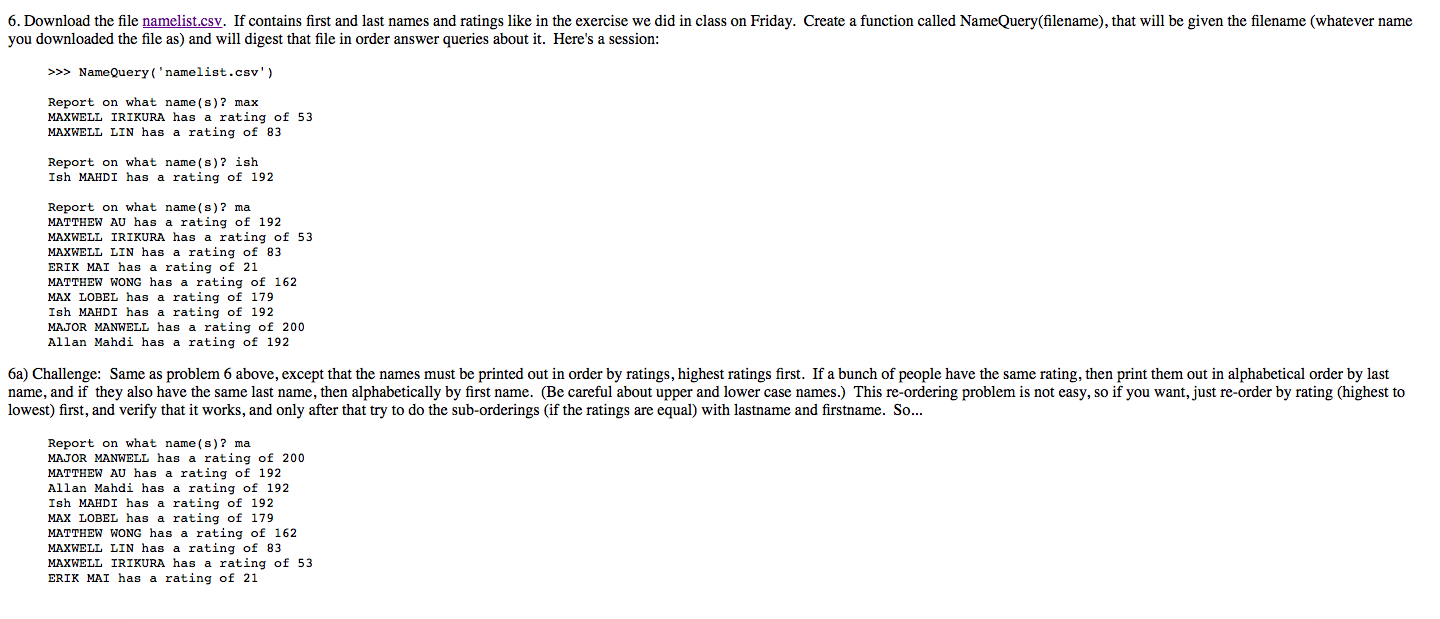 6. Download the file namelist.csv.  If contains first and last names and ratings like in the exercise we did in class on Friday.  Create a function called NameQuery(filename), that will be given the filename (whatever name
you downloaded the file as) and will digest that file in order answer queries about it.  Here's a session:
>>> NameQuery('namelist.csv')
Report on what name(s)? max
MAXWELL IRIKURA has a rating of 53
MAXWELL LIN has a rating of 83
Report on what name(s)? ish
Ish MAHDI has a rating of 192
Report on what name(s)? ma
MATTHEW AU has a rating of 192
MAXWELL IRIKURA has a rating of 53
MAXWELL LIN has a rating of 83
ERIK MAI has a rating of 21
MATTHEW WONG has a rating of 162
MAX LOBEL has a rating of 179
Ish MAHDI has a rating of 192
MAJOR MANWELL has a rating of 200
Allan Mahdi has a rating of 192
6a) Challenge:  Same as problem 6 above, except that the names must be printed out in order by ratings, highest ratings first.  If a bunch of people have the same rating, then print them out in alphabetical order by last
name, and if  they also have the same last name, then alphabetically by first name.  (Be careful about upper and lower case names.)  This re-ordering problem is not easy, so if you want, just re-order by rating (highest to
lowest) first, and verify that it works, and only after that try to do the sub-orderings (if the ratings are equal) with lastname and firstname.  So...
Report on what name(s)? ma
MAJOR MANWELL has a rating of 200
MATTHEW AU has a rating of 192
Allan Mahdi has a rating of 192
Ish MAHDI has a rating of 192
MAX LOBEL has a rating of 179
MATTHEW WONG has a rating of 162
MAXWELL LIN has a rating of 83
MAXWELL IRIKURA has a rating of 53
ERIK MAI has a rating of 21